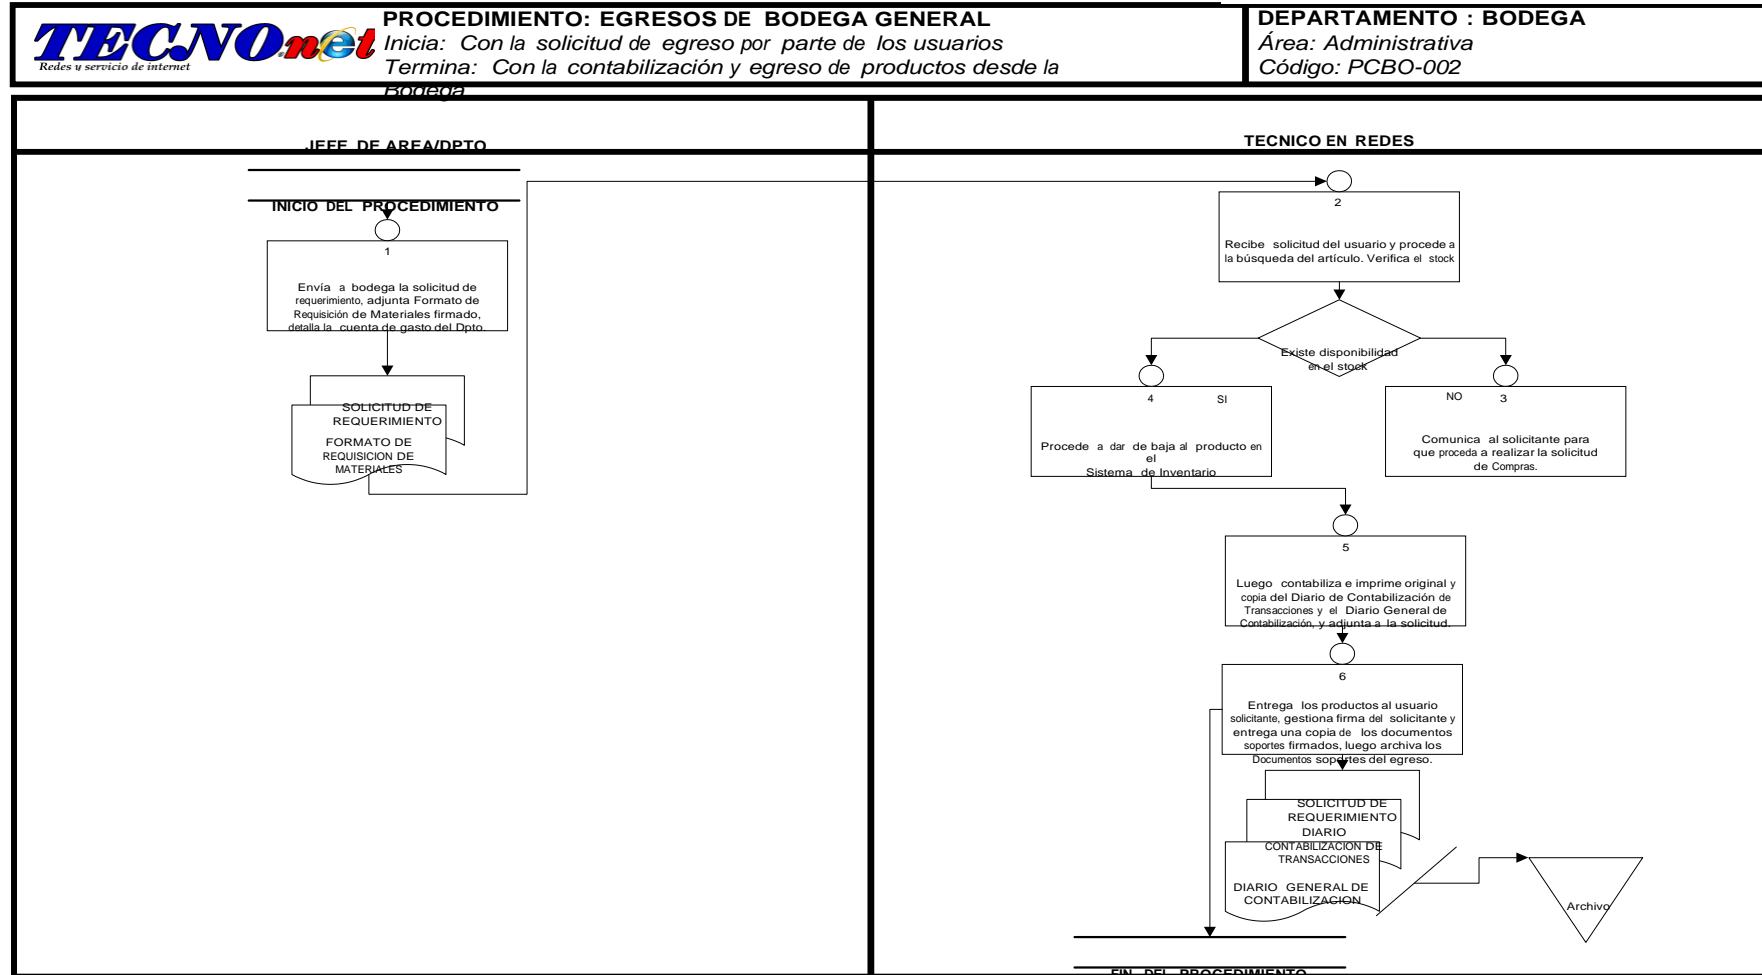 TECNO.net
Redes y servicio de internet
PROCEDIMIENTO: EGRESOS DE BODEGA GENERAL
Inicia: Con la solicitud de egreso por parte de los usuarios
Termina: Con la contabilización y egreso de productos desde la
Bodega
DEPARTAMENTO : BODEGA
Área: Administrativa
Código: PCBO-002
JEFE DE AREA/DPTO
TECNICO EN REDES
INICIO DEL PROCEDIMIENTO
1
Envía a bodega la solicitud de
requerimiento, adjunta Formato de
Requisición de Materiales firmado,
detalla la cuenta de gasto del Dpto.
SOLICITUD DE
REQUERIMIENTO
FORMATO DE
REQUISICION DE
MATERIALES
2
Recibe solicitud del usuario y procede a
la búsqueda del artículo. Verifica el stock
Existe disponibilidad
en el stock
4 SI
Procede a dar de baja al producto en
el
Sistema de Inventario
NO 3
Comunica al solicitante para
que proceda a realizar la solicitud
de Compras.
5
Luego contabiliza e imprime original y
copia del Diario de Contabilización de
Transacciones y el Diario General de
Contabilización, y adjunta a la solicitud.
6
Entrega los productos al usuario
solicitante, gestiona firma del solicitante y
entrega una copia de los documentos
soportes firmados, luego archiva los
Documentos soportes del egreso.
SOLICITUD DE
REQUERIMIENTO
DIARIO
CONTABILIZACION DE
TRANSACCIONES
DIARIO GENERAL DE
CONTABILIZACION
Archivo
FIN DEL PROCEDIMIENTO